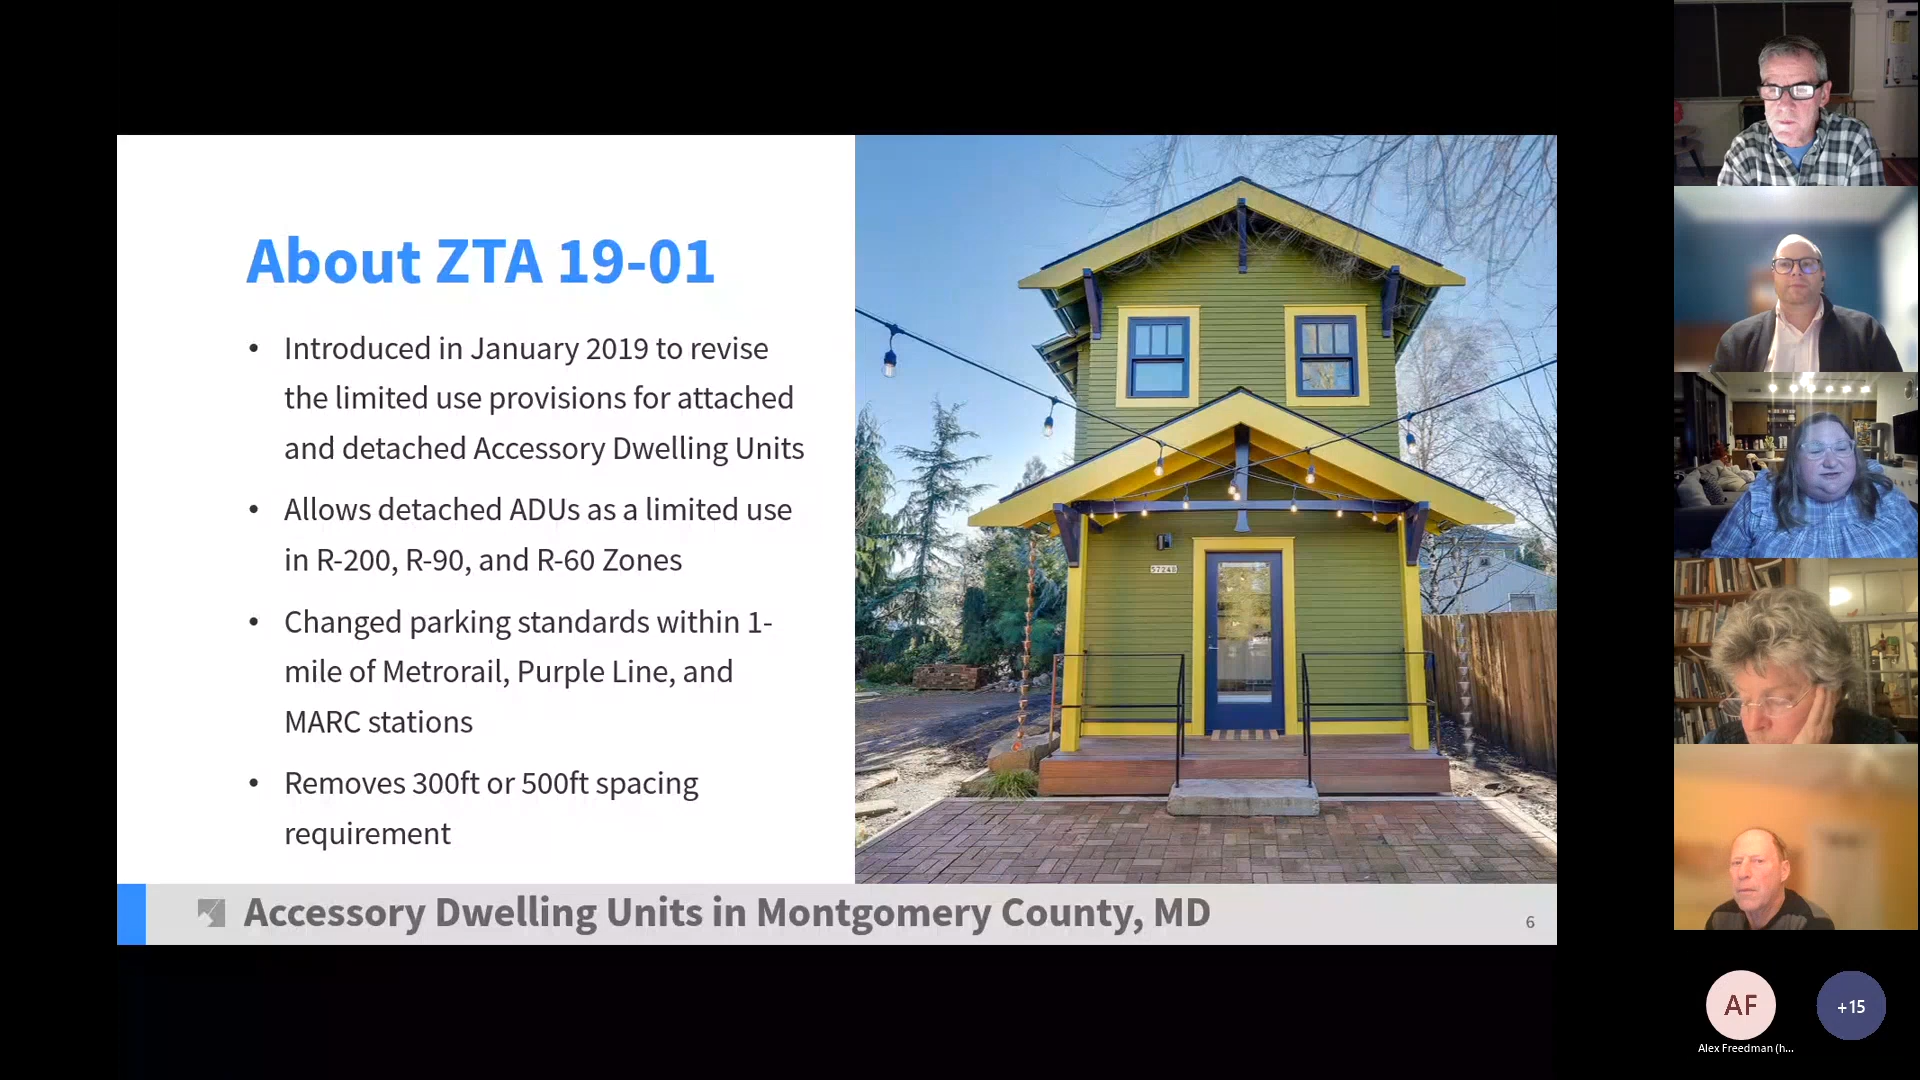 About ZTA 19-01
• Introduced in January 2019 to revise
the limited use provisions for attached
and detached Accessory Dwelling Units
• Allows detached ADUs as a limited use
in R-200, R-90, and R-60 Zones
• Changed parking standards within 1-
mile of Metrorail, Purple Line, and
MARC stations
• Removes 300ft or 500ft spacing
requirement
Accessory Dwelling Units in Montgomery County, MD
6
AF
+15
Alex Freedman (h...